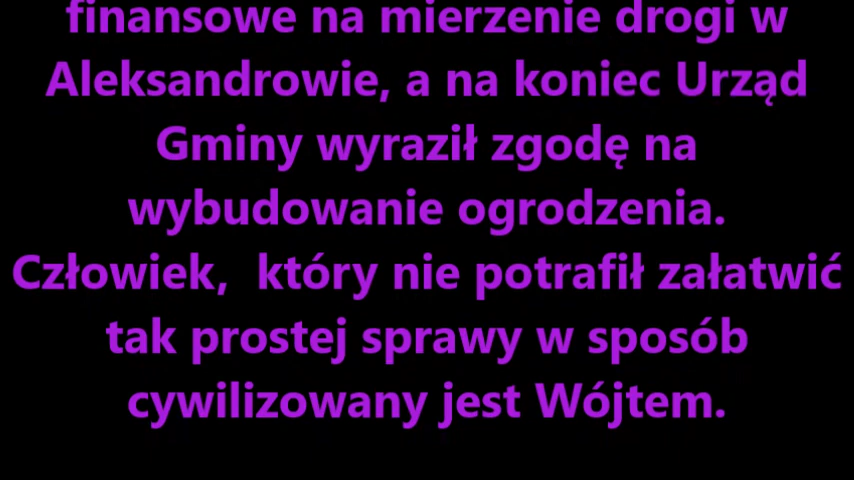 finansowe na mierzenie drogi w
Aleksandrowie, a na koniec Urząd
Gminy wyraził zgodę na
wybudowanie ogrodzenia.
Człowiek,  który nie potrafił załatwić
tak prostej sprawy w sposób
cywilizowany jest Wójtem.